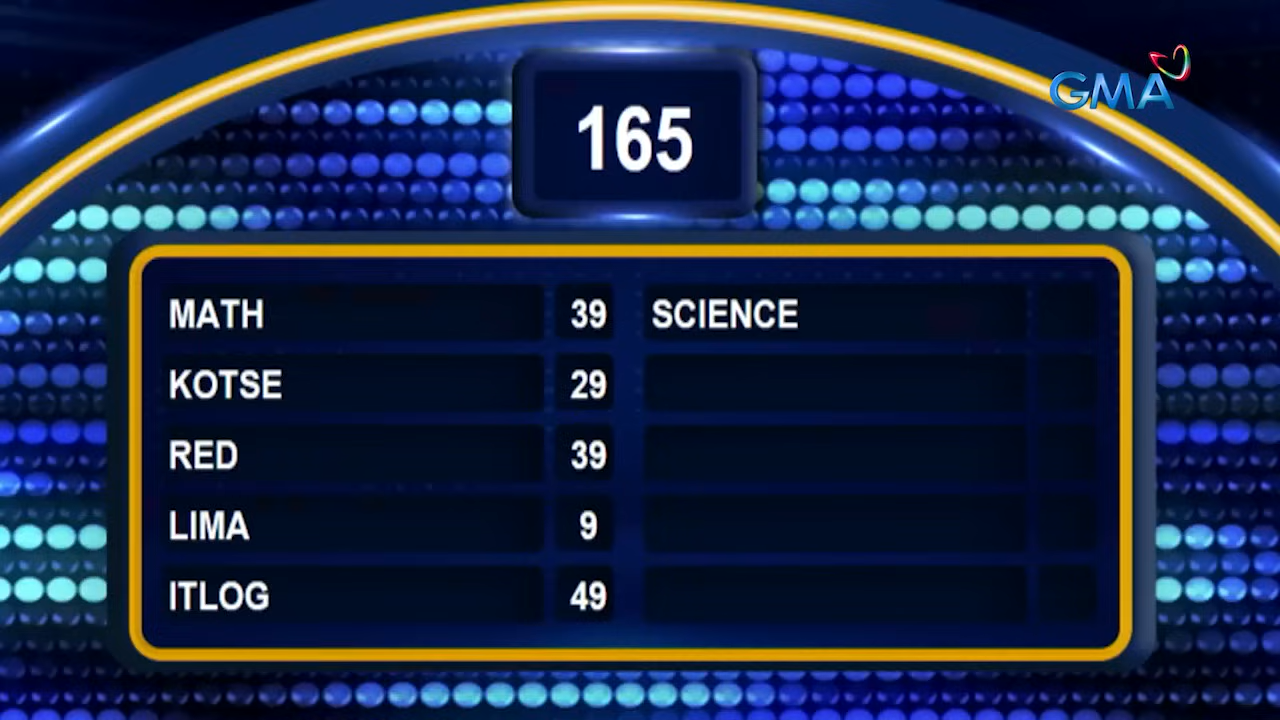 GMA
165
MATH 39 SCIENCE
KOTSE 29
RED 39
LIMA 9
ITLOG 49